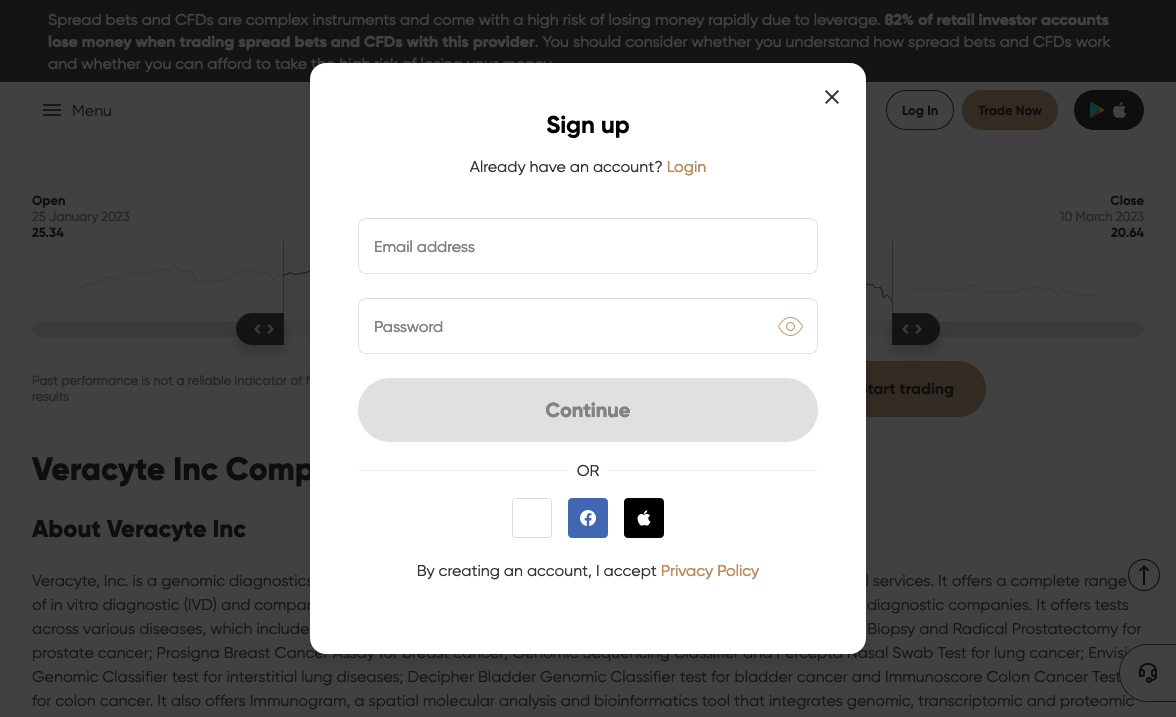 Spread bets and CFDs are complex instruments and come with a high risk of losing money rapidly due to leverage. 82% of retail investor accounts
lose money when trading spread bets and CFDs with this provider. You should consider whether you understand how spread bets and CFDs work
and whether you can afford to take the high risk of losing your money.
Menu
Log In
Trade Now
Sign up
Already have an account? Login
Open
25 January 2023
25.34
Close
10 March 2023
20.64
Email address
Password
Past performance is not a reliable indicator of
results
Start trading
Continue
OR
Veracyte Inc
About Veracyte Inc
By creating an account, I accept Privacy Policy
Veracyte, Inc. is a genomic diagnostics services. It offers a complete range
of in vitro diagnostic (IVD) and diagnostic companies. It offers tests
across various diseases, which include Biopsy and Radical Prostatectomy for
prostate cancer; Prosigna Breast Cancer Assay for breast cancer; Genomic Sequencing Classifier and Percepta Nasal Swab Test for lung cancer; Envisi
Genomic Classifier test for interstitial lung diseases; Decipher Bladder Genomic Classifier test for bladder cancer and Immunoscore Colon Cancer Test
for colon cancer. It also offers Immunogram, a spatial molecular analysis and bioinformatics tool that integrates genomic, transcriptomic and proteomic